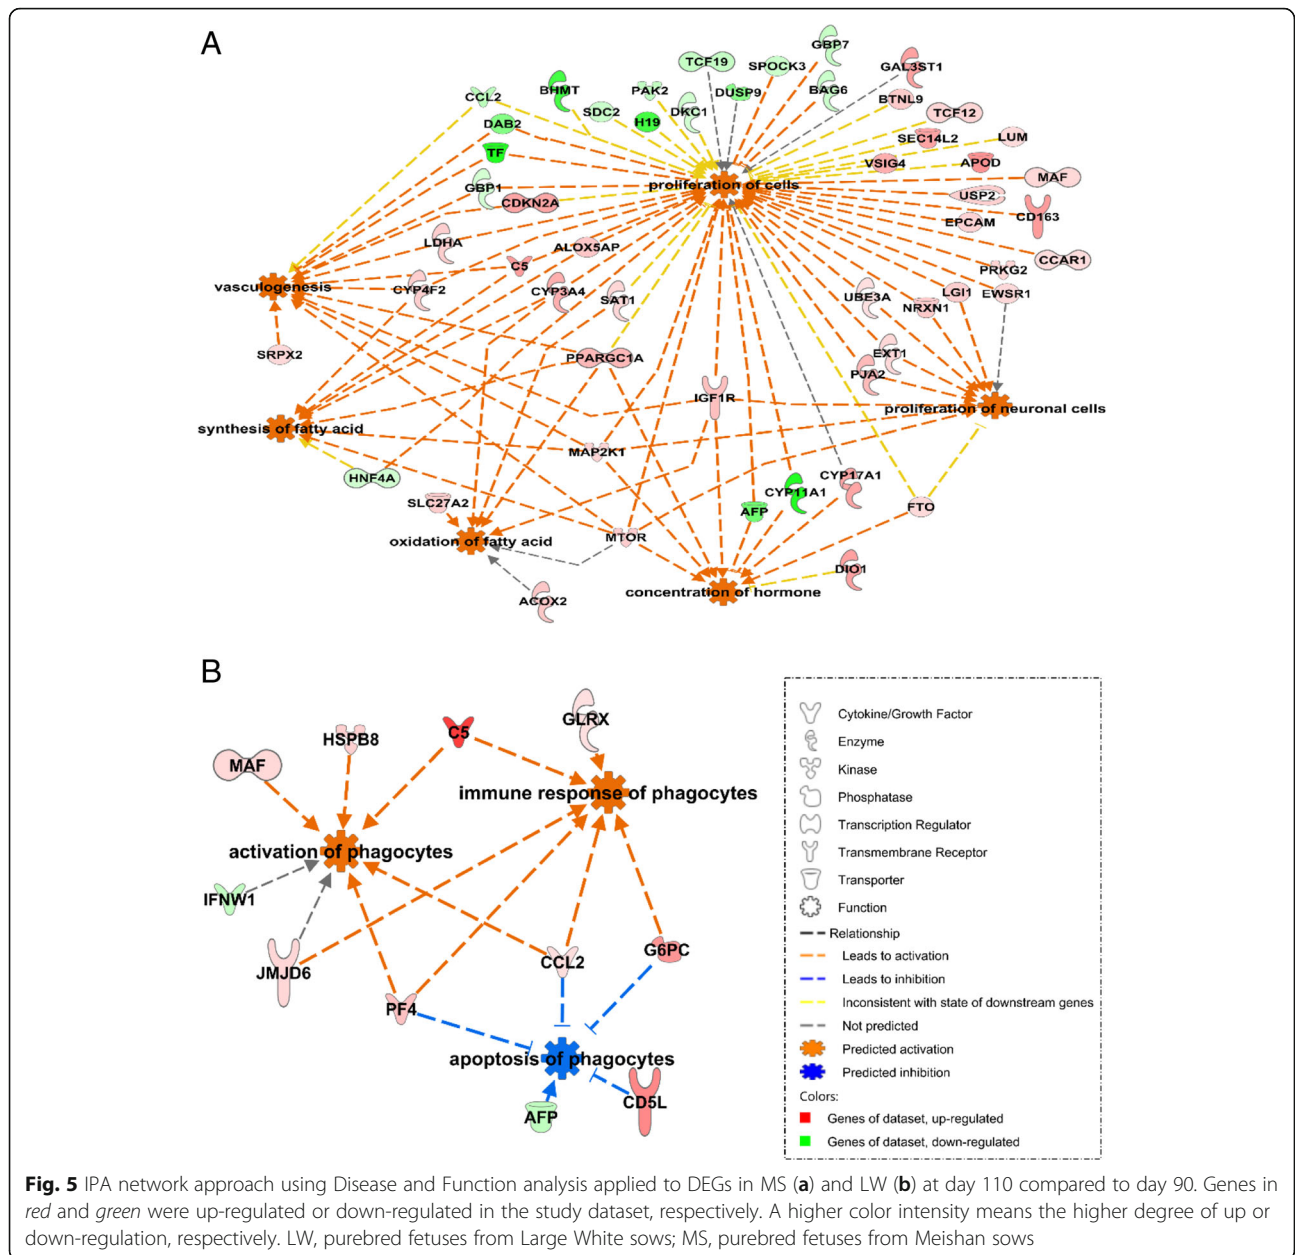 A
GBP7
TCF19
SPOCK3
GAL3ST1
BHMT
PAK2
DUSP9
BAG6
BTNL9
CCL2
SDC2
DKC1
TCF12
DAB2
H19
SEC14L2
LUM
TF
VSIG4
APOD
proliferation of cells
MAF
GBP1
CDKN2A
USP2
CD163
EPCAM
LDHA
ALOX5AP
C5
CCAR1
PRKG2
vasculogenesis
CYP4F2
CYP3A4
SAT1
UBE3A
NRXN1
LGI1
EWSR1
SRPX2
PPARGC1A
EXT1
PJA2
IGF1R
proliferation of neuronal cells
synthesis of fatty acid
MAP2K1
HNF4A
CYP17A1
CYP11A1
SLC27A2
AFP
FTO
oxidation of fatty acid
MTOR
DIO1
concentration of hormone
ACOX2
B
GLRX
C5
HSPB8
MAF
immune response of phagocytes
activation of phagocytes
IFNW1
JMJD6
CCL2
G6PC
PF4
apoptosis of phagocytes
AFP
CD5L
Cytokine/Growth Factor
Enzyme
Kinase
Phosphatase
Transcription Regulator
Transmembrane Receptor
Transporter
Function
Relationship
Leads to activation
Leads to inhibition
Inconsistent with state of downstream genes
Not predicted
Predicted activation
Predicted inhibition
Colors:
Genes of dataset, up-regulated
Genes of dataset, down-regulated
Fig. 5 IPA network approach using Disease and Function analysis applied to DEGs in MS (a) and LW (b) at day 110 compared to day 90. Genes in
red and green were up-regulated or down-regulated in the study dataset, respectively. A higher color intensity means the higher degree of up or
down-regulation, respectively. LW, purebred fetuses from Large White sows; MS, purebred fetuses from Meishan sows